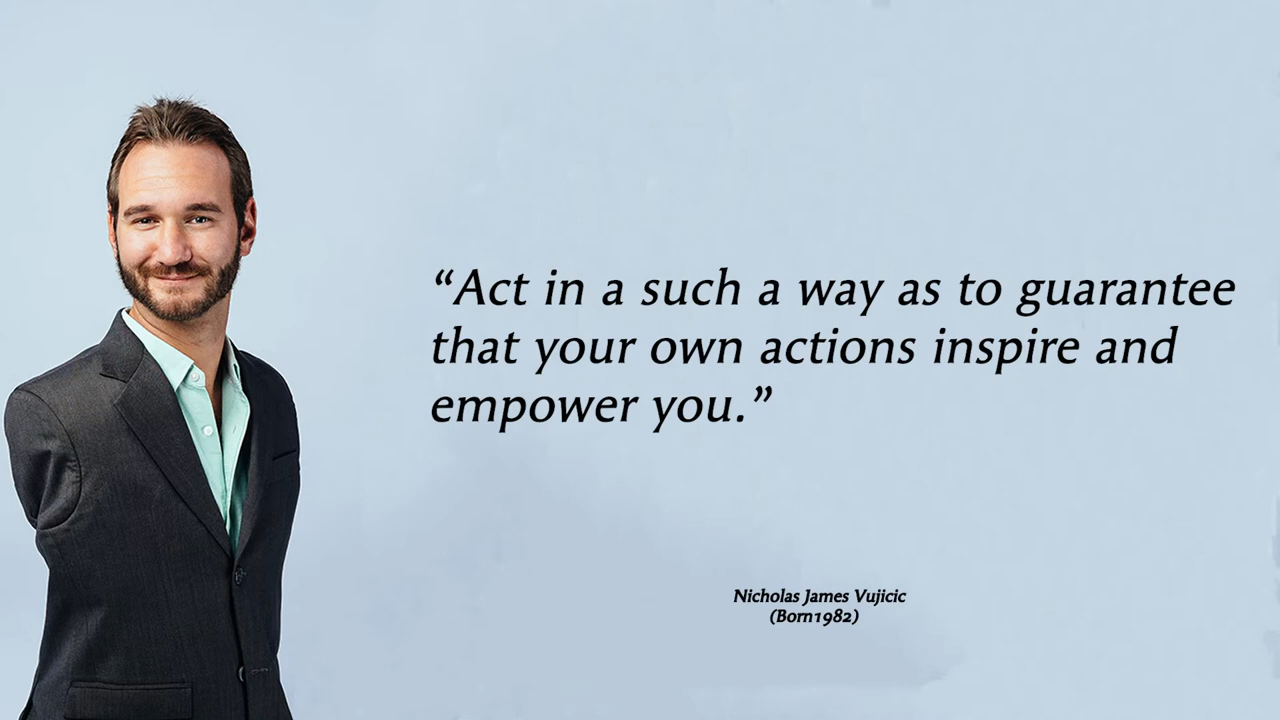 “Act in a such a way as to guarantee
that your own actions inspire and
empower you.”
Nicholas James Vujicic
(Born1982)